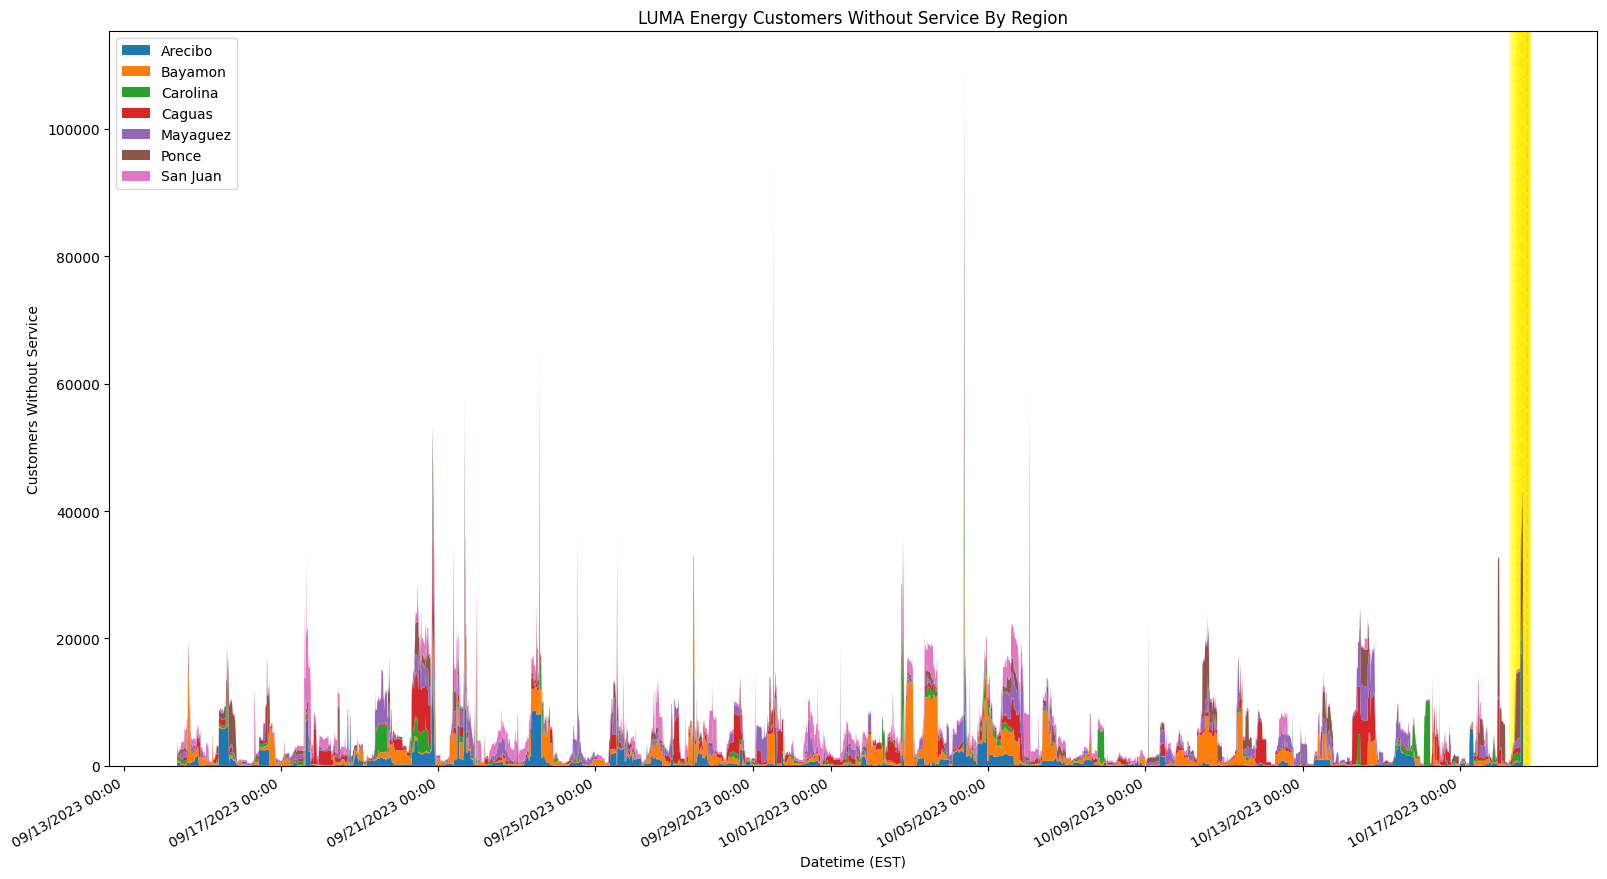 LUMA Energy Customers Without Service By Region
Arecibo
Bayamon
Carolina
Caguas
Mayaguez
Ponce
San Juan
100000
80000
60000
40000
20000
0
Customers Without Service
09/13/2023 00:00
09/17/2023 00:00
09/21/2023 00:00
09/25/2023 00:00
09/29/2023 00:00
10/01/2023 00:00
10/05/2023 00:00
10/09/2023 00:00
10/13/2023 00:00
10/17/2023 00:00
Datetime (EST)